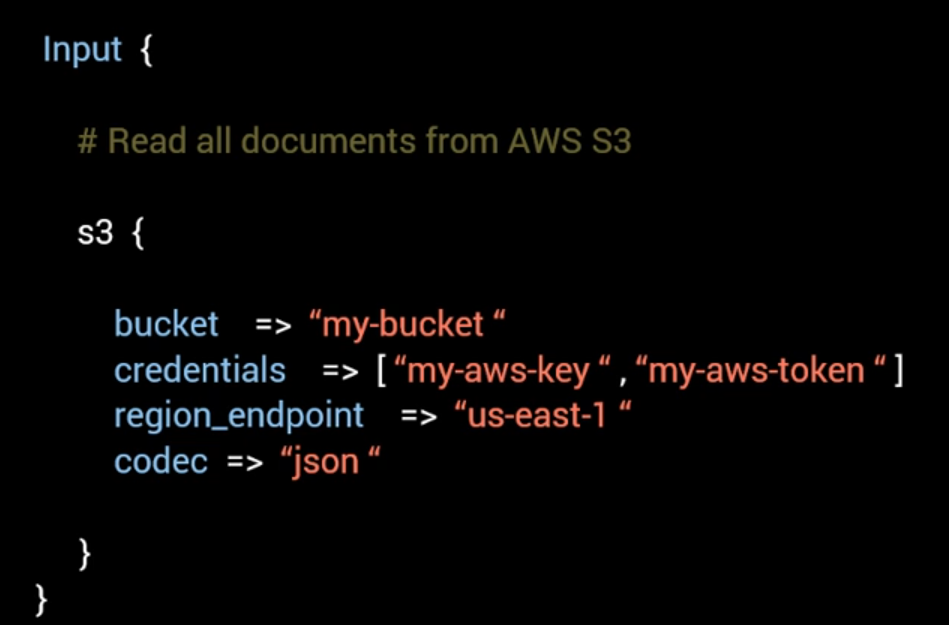 Input {
# Read all documents from AWS S3
s3 {
bucket => “my-bucket “
credentials => [ “my-aws-key “ , “my-aws-token “ ]
region_endpoint => “us-east-1 “
codec => “json “
}
}